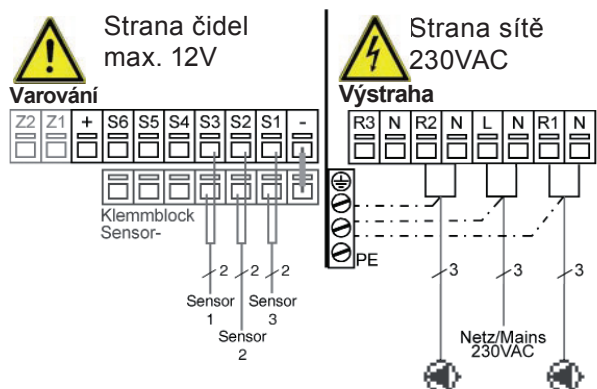 Strana čidel
max. 12V
Varování
Z2 Z1 + S6 S5 S4 S3 S2 S1 -
Klemmblock
Sensor-
2 2 2
Sensor
1
Sensor
2
Sensor
3
Strana sítě
230VAC
Výstraha
R3 N R2 N L N R1 N
PE
3 3 3
Netz/Mains
230VAC